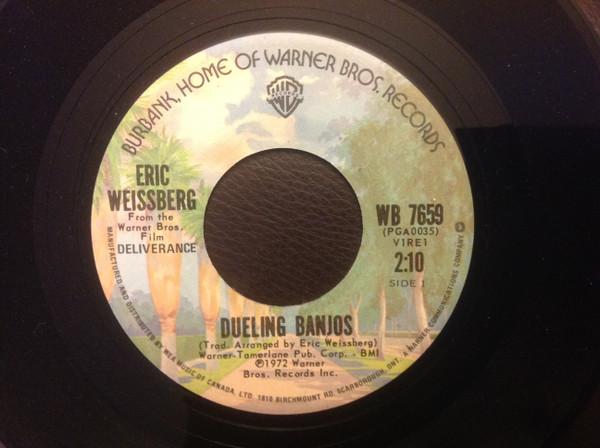 BURBANK, HOME OF WARNER BROS. RECORDS
ERIC
WEISSBERG
From the
Warner Bros.
Film
DELIVERANCE
WB 7659
(PGA0035)
V1RE1
2:10
SIDE 1
DUELING BANJOS
(Trad. Arranged by Eric Weissberg)
Warner-Tamerlane Pub. Corp. - BMI
℗1972 Warner
Bros. Records Inc.
MANUFACTURED AND DISTRIBUTED BY WEA MUSIC OF CANADA, LTD. 1810 BIRCHMOUNT RD. SCARBOROUGH, ONT. A WARNER COMMUNICATIONS COMPANY